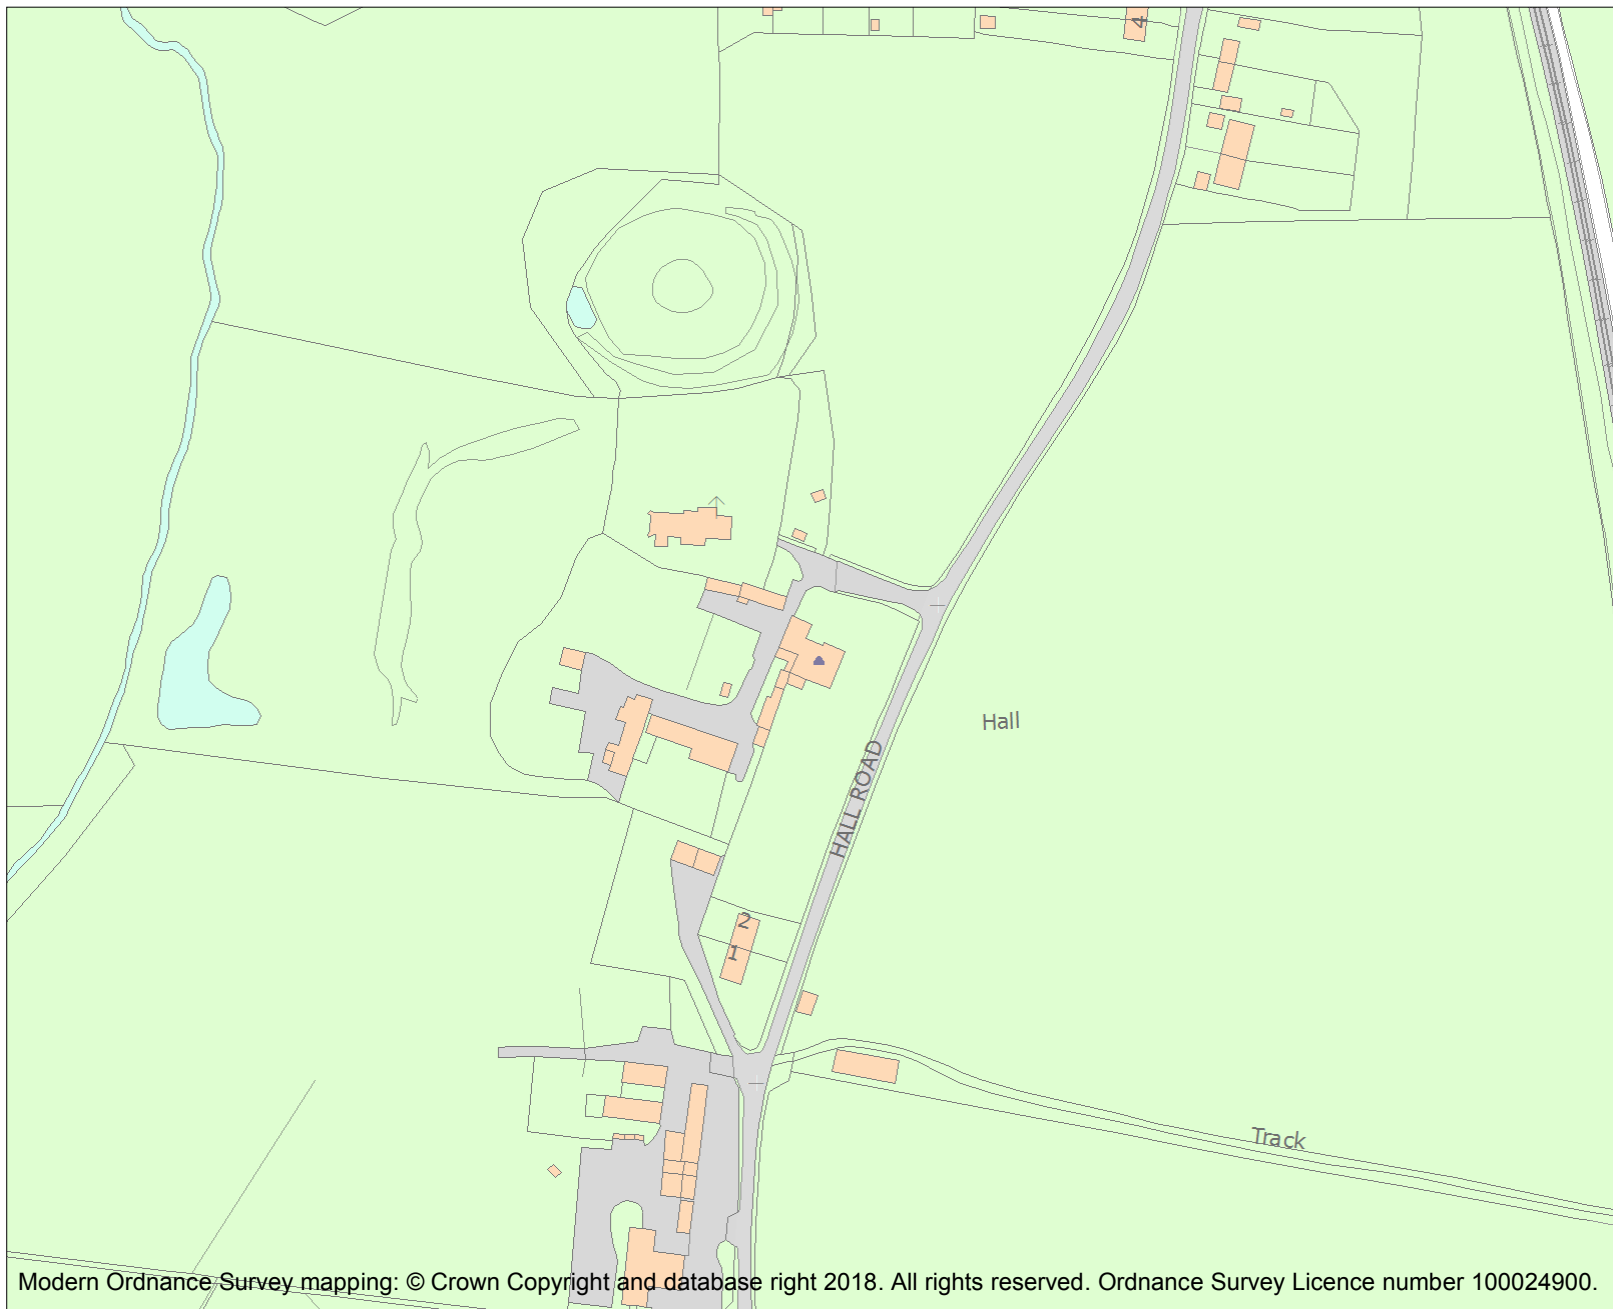 4
Hall
HALL ROAD
2
1
Track
Modern Ordnance Survey mapping: © Crown Copyright and database right 2018. All rights reserved. Ordnance Survey Licence number 100024900.